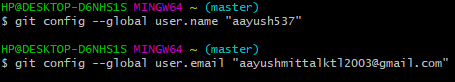 HP@DESKTOP-D6NHS1S MINGW64 ~ (master)
$ git config --global user.name "aayush537"
HP@DESKTOP-D6NHS1S MINGW64 ~ (master)
$ git config --global user.email "aayushmittalktl2003@gmail.com"